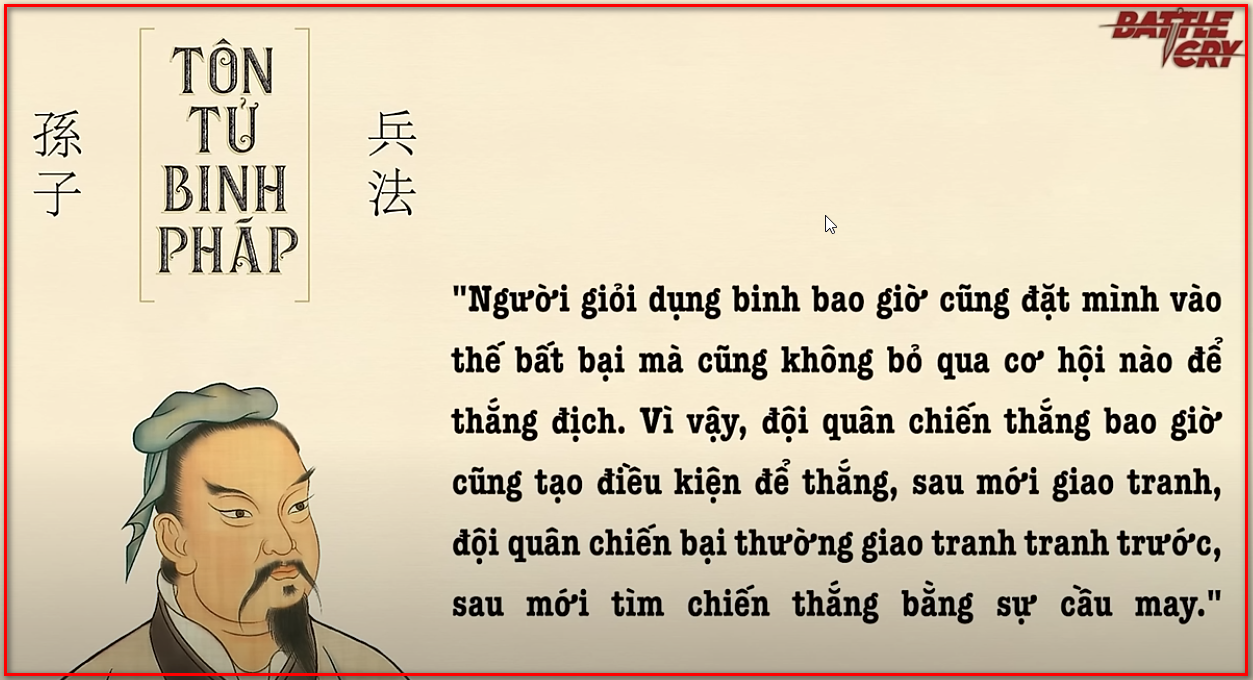 孫子
TÔN
TỬ
BINH
PHÁP
兵法
BATTLE
CRY
"Người giỏi dụng binh bao giờ cũng đặt mình vào
thế bất bại mà cũng không bỏ qua cơ hội nào để
thắng địch. Vì vậy, đội quân chiến thắng bao giờ
cũng tạo điều kiện để thắng, sau mới giao tranh,
đội quân chiến bại thường giao tranh tranh trước,
sau mới tìm chiến thắng bằng sự cầu may."